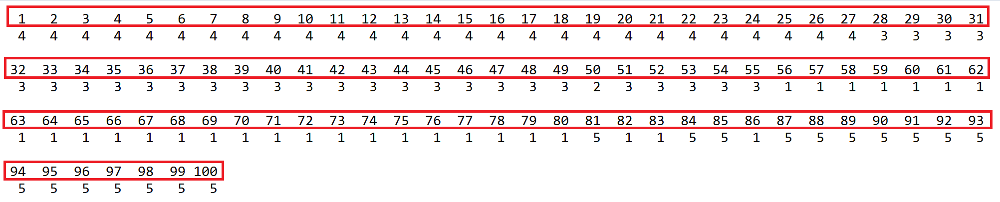 1 2 3 4 5 6 7 8 9 10 11 12 13 14 15 16 17 18 19 20 21 22 23 24 25 26 27 28 29 30 31
4 4 4 4 4 4 4 4 4 4 4 4 4 4 4 4 4 4 4 4 4 4 4 4 4 4 4 3 3 3 3
32 33 34 35 36 37 38 39 40 41 42 43 44 45 46 47 48 49 50 51 52 53 54 55 56 57 58 59 60 61 62
3 3 3 3 3 3 3 3 3 3 3 3 3 3 3 3 3 3 2 3 3 3 3 3 1 1 1 1 1 1 1
63 64 65 66 67 68 69 70 71 72 73 74 75 76 77 78 79 80 81 82 83 84 85 86 87 88 89 90 91 92 93
1 1 1 1 1 1 1 1 1 1 1 1 1 1 1 1 1 1 5 1 1 5 5 1 5 5 5 5 5 5 5
94 95 96 97 98 99 100
5 5 5 5 5 5 5